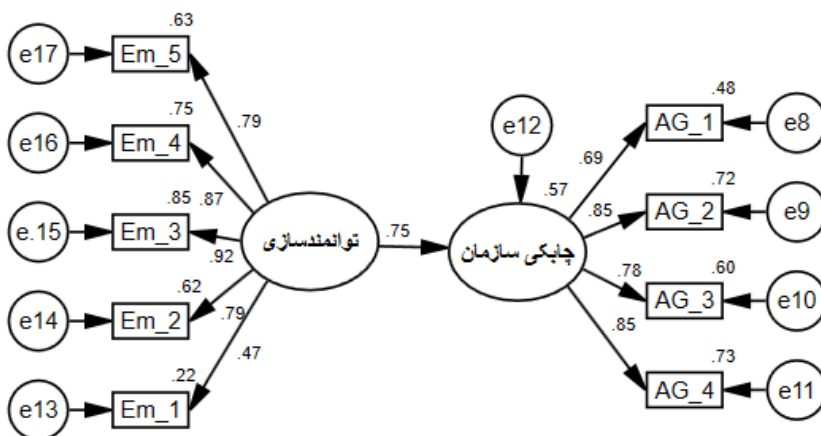 .63
e17 Em_5
.79
.75
e16 Em_4
.85 .87
e.15 Em_3
.92
.62
e14 Em_2
.79
.47
.22
e13 Em_1
توانمندسازی
.75
e12
.57
چابکی سازمان
.48
AG_1 e8
.69
.72
.85
AG_2 e9
.78 .60
AG_3 e10
.85
.73
AG_4 e11